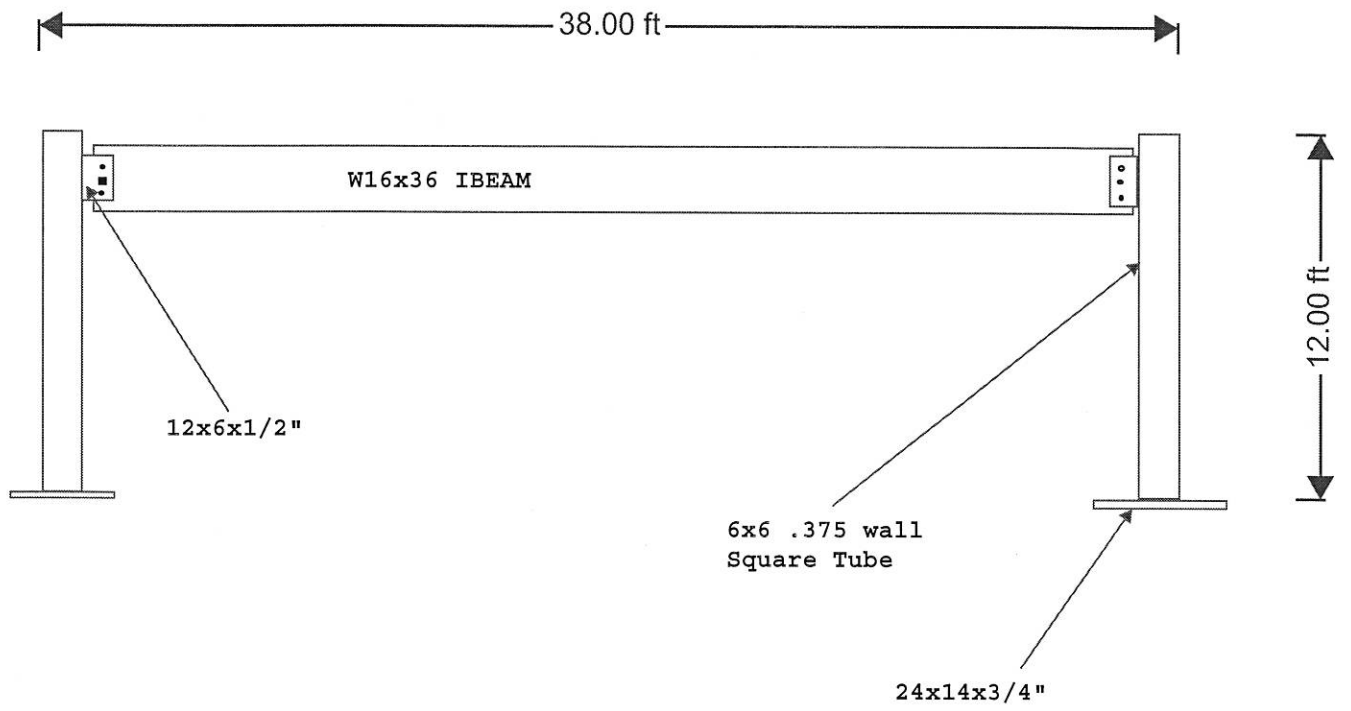 38.00 ft
W16x36 IBEAM
12.00 ft
12x6x1/2"
6x6 .375 wall
Square Tube
24x14x3/4"